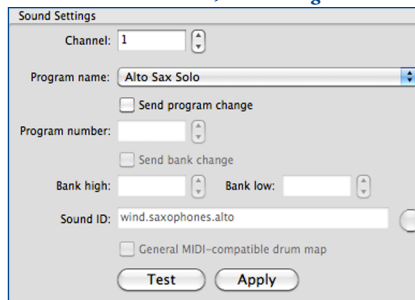 Sound Settings
Channel: 1
Program name: Alto Sax Solo
Send program change
Program number:
Send bank change
Bank high: Bank low:
Sound ID: wind.saxophones.alto
General MIDI-compatible drum map
Test Apply